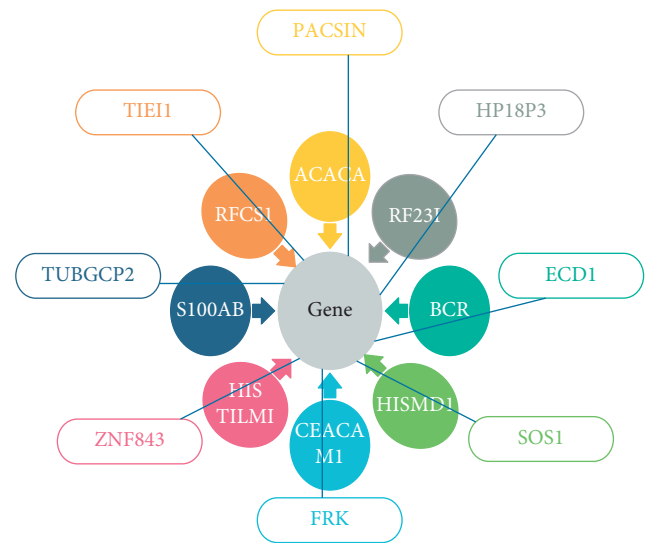 PACSIN
TIEI1
HP18P3
ACACA
RFCS1
RF23I
TUBGCP2
ECD1
S100AB
Gene
BCR
HIS
TILMI
HISMD1
CEACA
M1
ZNF843
SOS1
FRK